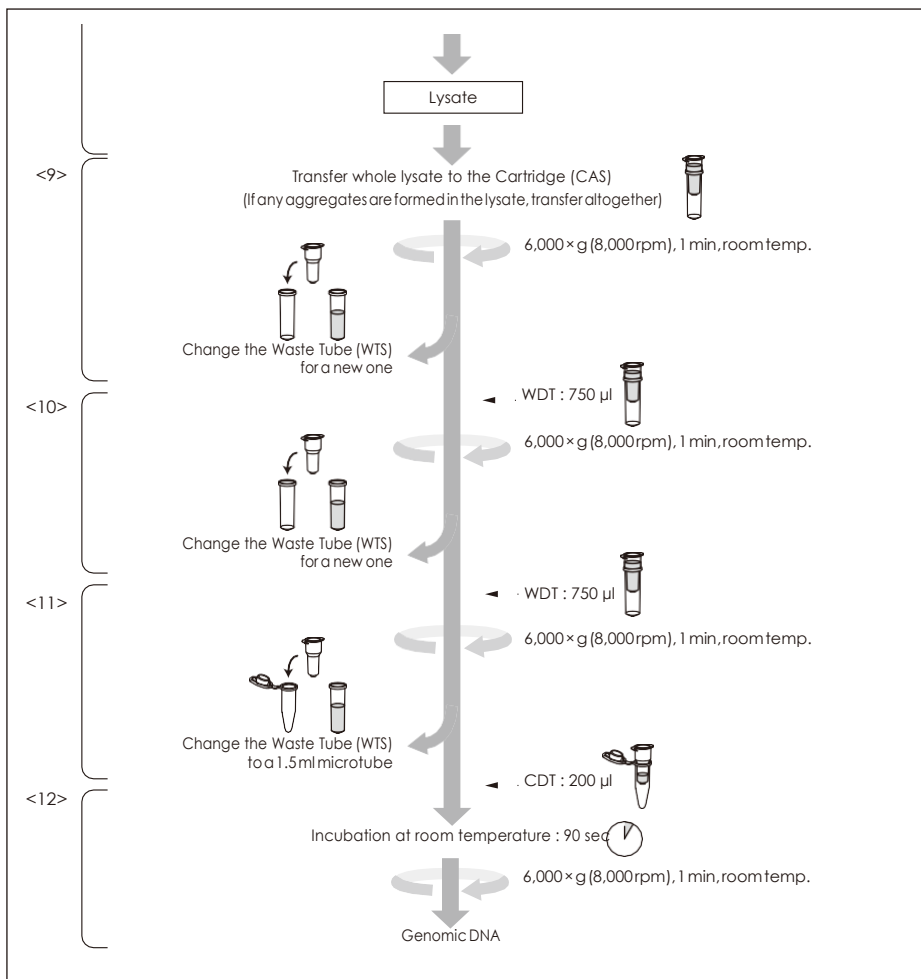 Lysate
<9>
Transfer whole lysate to the Cartridge (CAS)
(If any aggregates are formed in the lysate, transfer altogether)
6,000 × g (8,000 rpm), 1 min, room temp.
Change the Waste Tube (WTS)
for a new one
<10>
WDT : 750 µl
6,000 × g (8,000 rpm), 1 min, room temp.
Change the Waste Tube (WTS)
for a new one
<11>
WDT : 750 µl
6,000 × g (8,000 rpm), 1 min, room temp.
Change the Waste Tube (WTS)
to a 1.5 ml microtube
<12>
CDT : 200 µl
Incubation at room temperature : 90 sec
6,000 × g (8,000 rpm), 1 min, room temp.
Genomic DNA